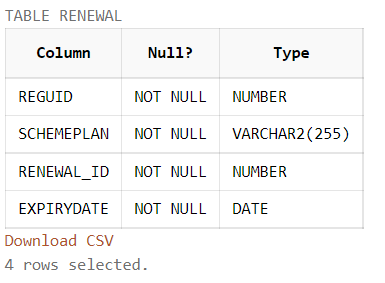 TABLE RENEWAL
Column Null? Type
REGUID NOT NULL NUMBER
SCHEMEPLAN NOT NULL VARCHAR2(255)
RENEWAL_ID NOT NULL NUMBER
EXPIRYDATE NOT NULL DATE
Download CSV
4 rows selected.